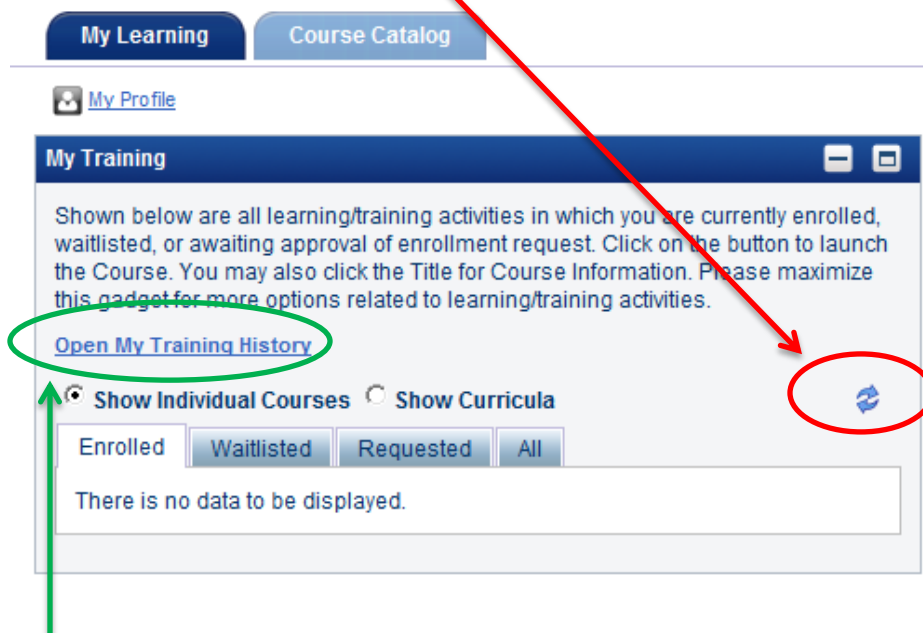 My Learning Course Catalog
My Profile
My Training
Shown below are all learning/training activities in which you are currently enrolled,
waitlisted, or awaiting approval of enrollment request. Click on the button to launch
the Course. You may also click the Title for Course Information. Please maximize
this gadget for more options related to learning/training activities.
Open My Training History
Show Individual Courses Show Curricula
Enrolled Waitlisted Requested All
There is no data to be displayed.